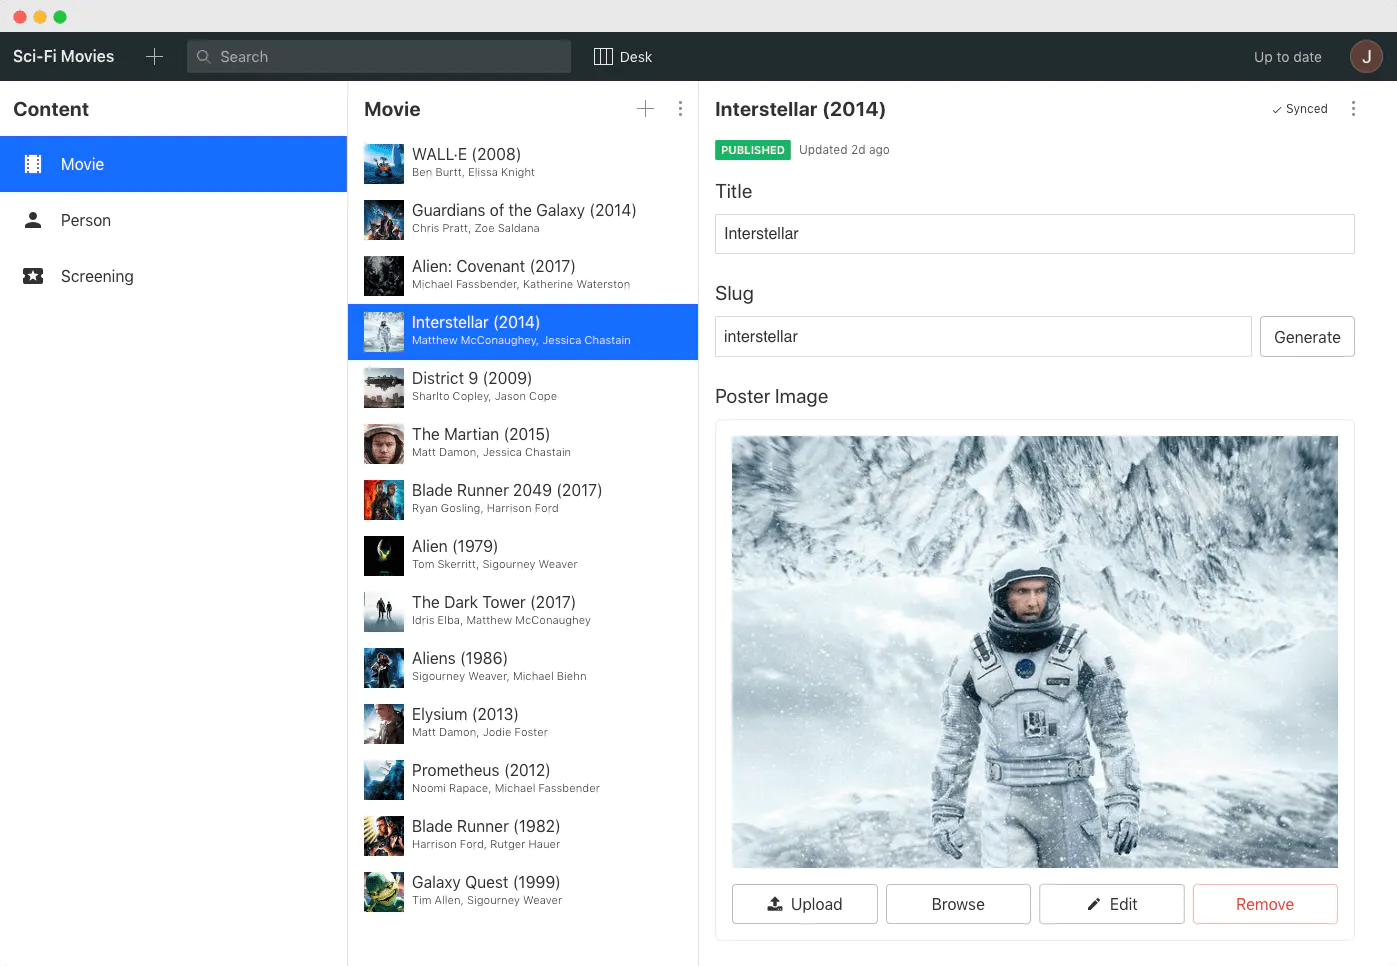 Sci-Fi Movies
Search
Desk
Up to date
J
Content
Movie
Person
Screening
Movie
WALL·E (2008)
Ben Burtt, Elissa Knight
Guardians of the Galaxy (2014)
Chris Pratt, Zoe Saldana
Alien: Covenant (2017)
Michael Fassbender, Katherine Waterston
Interstellar (2014)
Matthew McConaughey, Jessica Chastain
District 9 (2009)
Sharlto Copley, Jason Cope
The Martian (2015)
Matt Damon, Jessica Chastain
Blade Runner 2049 (2017)
Ryan Gosling, Harrison Ford
Alien (1979)
Tom Skerritt, Sigourney Weaver
The Dark Tower (2017)
Idris Elba, Matthew McConaughey
Aliens (1986)
Sigourney Weaver, Michael Biehn
Elysium (2013)
Matt Damon, Jodie Foster
Prometheus (2012)
Noomi Rapace, Michael Fassbender
Blade Runner (1982)
Harrison Ford, Rutger Hauer
Galaxy Quest (1999)
Tim Allen, Sigourney Weaver
Interstellar (2014)
Synced
PUBLISHED Updated 2d ago
Title
Interstellar
Slug
interstellar
Generate
Poster Image
Upload
Browse
Edit
Remove